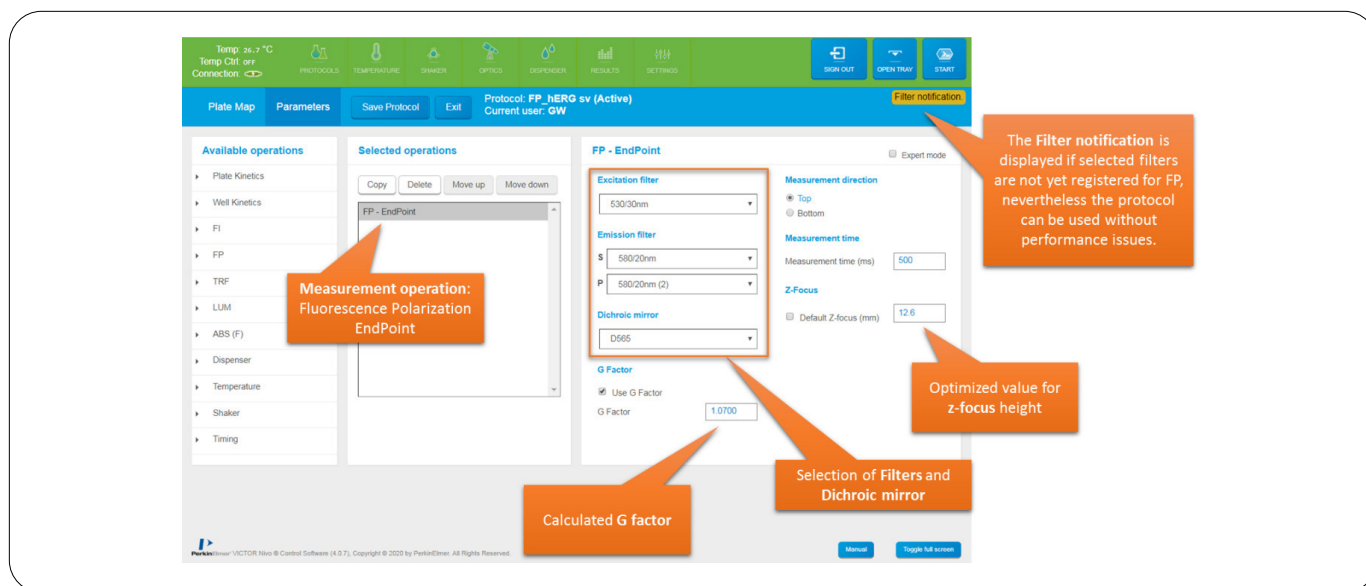 Temp: 26.7 °C
Temp Ctrl: OFF
Connection:
PROTOCOLS
TEMPERATURE
SHAKER
OPTICS
DISPENSER
RESULTS
SETTINGS
SIGN OUT
OPEN TRAY
START
Plate Map
Parameters
Save Protocol
Exit
Protocol: FP_hERG sv (Active)
Current user: GW
Filter notification.
The Filter notification is
displayed if selected filters
are not yet registered for FP,
nevertheless the protocol
can be used without
performance issues.
Available operations
Plate Kinetics
Well Kinetics
FI
FP
TRF
LUM
ABS (F)
Dispenser
Temperature
Shaker
Timing
Selected operations
Copy
Delete
Move up
Move down
FP - EndPoint
Measurement operation:
Fluorescence Polarization
EndPoint
FP - EndPoint
Expert mode
Excitation filter
530/30nm
Emission filter
S 580/20nm
P 580/20nm (2)
Dichroic mirror
D565
G Factor
Use G Factor
G Factor 1.0700
Measurement direction
Top
Bottom
Measurement time
Measurement time (ms) 500
Z-Focus
Default Z-focus (mm) 12.6
Optimized value for
z-focus height
Selection of Filters and
Dichroic mirror
Calculated G factor
PerkinElmer VICTOR Nivo ® Control Software (4.0.7), Copyright © 2020 by PerkinElmer. All Rights Reserved.
Manual
Toggle full screen